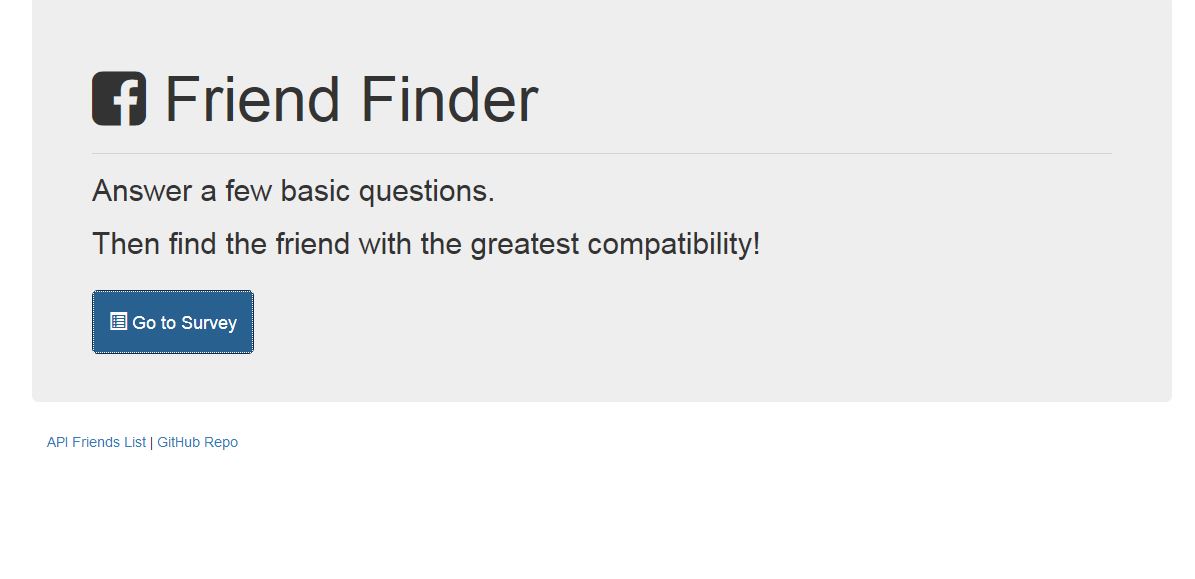 Friend Finder
Answer a few basic questions.
Then find the friend with the greatest compatibility!
Go to Survey
API Friends List | GitHub Repo